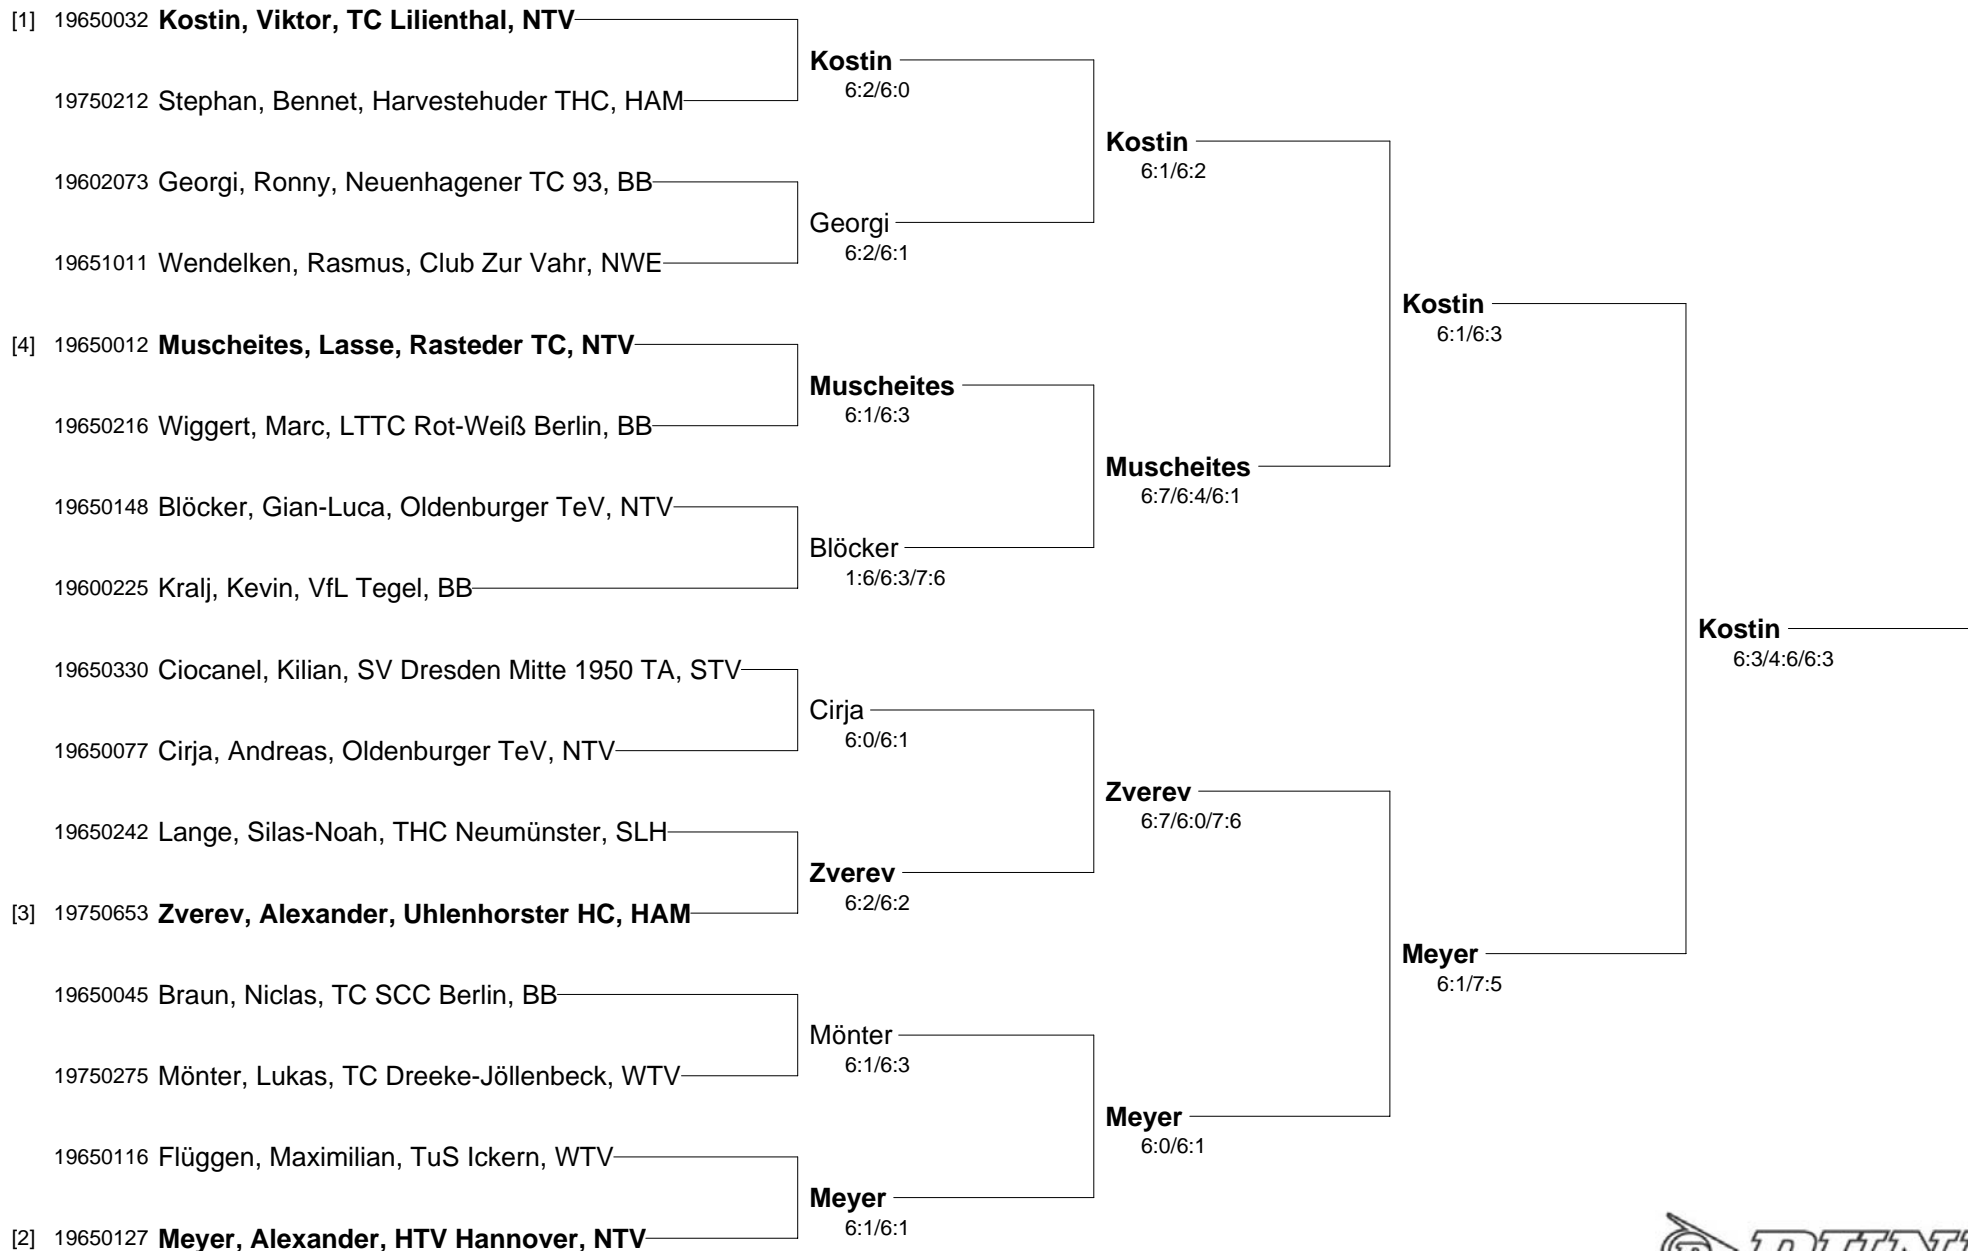 [1] 19650032 Kostin, Viktor, TC Lilienthal, NTV
Kostin
6:2/6:0
19750212 Stephan, Bennet, Harvestehuder THC, HAM
Kostin
6:1/6:2
19602073 Georgi, Ronny, Neuenhagener TC 93, BB
Georgi
6:2/6:1
19651011 Wendelken, Rasmus, Club Zur Vahr, NWE
Kostin
6:1/6:3
[4] 19650012 Muscheites, Lasse, Rasteder TC, NTV
Muscheites
6:1/6:3
19650216 Wiggert, Marc, LTTC Rot-Weiß Berlin, BB
Muscheites
6:7/6:4/6:1
19650148 Blöcker, Gian-Luca, Oldenburger TeV, NTV
Blöcker
1:6/6:3/7:6
19600225 Kralj, Kevin, VfL Tegel, BB
Kostin
6:3/4:6/6:3
19650330 Ciocanel, Kilian, SV Dresden Mitte 1950 TA, STV
Cirja
6:0/6:1
19650077 Cirja, Andreas, Oldenburger TeV, NTV
Zverev
6:7/6:0/7:6
19650242 Lange, Silas-Noah, THC Neumünster, SLH
Zverev
6:2/6:2
[3] 19750653 Zverev, Alexander, Uhlenhorster HC, HAM
Meyer
6:1/7:5
19650045 Braun, Niclas, TC SCC Berlin, BB
Mönter
6:1/6:3
19750275 Mönter, Lukas, TC Dreeke-Jöllenbeck, WTV
Meyer
6:0/6:1
19650116 Flüggen, Maximilian, TuS Ickern, WTV
Meyer
6:1/6:1
[2] 19650127 Meyer, Alexander, HTV Hannover, NTV